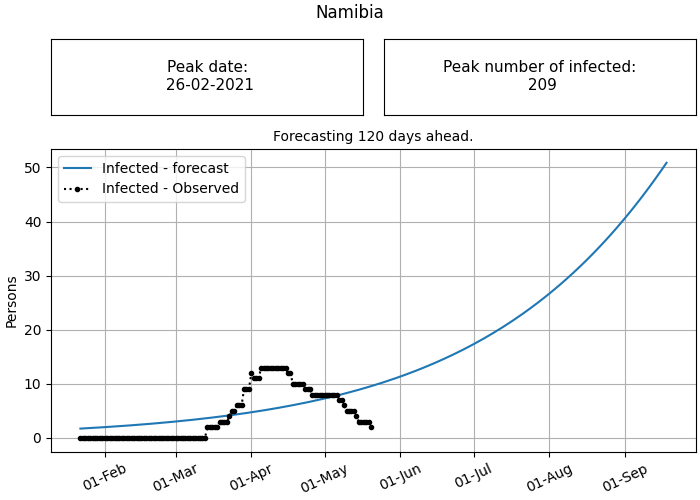 Namibia
Peak date:
26-02-2021
Peak number of infected:
209
Forecasting 120 days ahead.
Infected - forecast
Infected - Observed
Persons
50
40
30
20
10
0
01-Feb
01-Mar
01-Apr
01-May
01-Jun
01-Jul
01-Aug
01-Sep